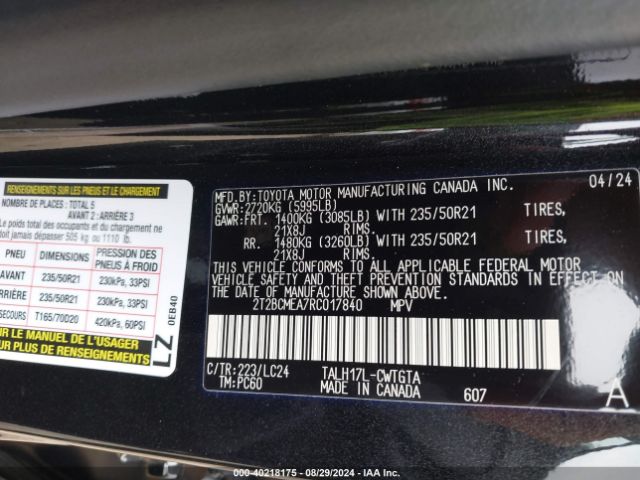 RENSEIGNEMENTS SUR LES PNEUS ET LE CHARGEMENT
NOMBRE DE PLACES : TOTAL 5
AVANT 2 : ARRIÈRE 3
Le poids total des occupants et du chargement ne
doit jamais dépasser 505 kg ou 1110 lb.
PNEU DIMENSIONS PRESSION DES PNEUS À FROID
AVANT 235/50R21 230kPa, 33PSI
ARRIÈRE 235/50R21 230kPa, 33PSI
SECOURS T165/70D20 420kPa, 60PSI
SUR LE MANUEL DE L'USAGER
POUR PLUS DE RENSEIGNEMENTS
LZ 0EB40
MFD.BY:TOYOTA MOTOR MANUFACTURING CANADA INC. 04/24
GVWR:2720KG (5995LB)
GAWR:FRT. 1400KG (3085LB) WITH 235/50R21 TIRES,
21X8J RIMS.
RR. 1480KG (3260LB) WITH 235/50R21 TIRES,
21X8J RIMS.
THIS VEHICLE CONFORMS TO ALL APPLICABLE FEDERAL MOTOR
VEHICLE SAFETY AND THEFT PREVENTION STANDARDS IN EFFECT ON
THE DATE OF MANUFACTURE SHOWN ABOVE.
2T2BCMEA7RC017840 MPV
C/TR:223/LC24 TALH17L-CWTGTA
TM:PC60 MADE IN CANADA 607 A
000-40218175 - 08/29/2024 - IAA Inc.